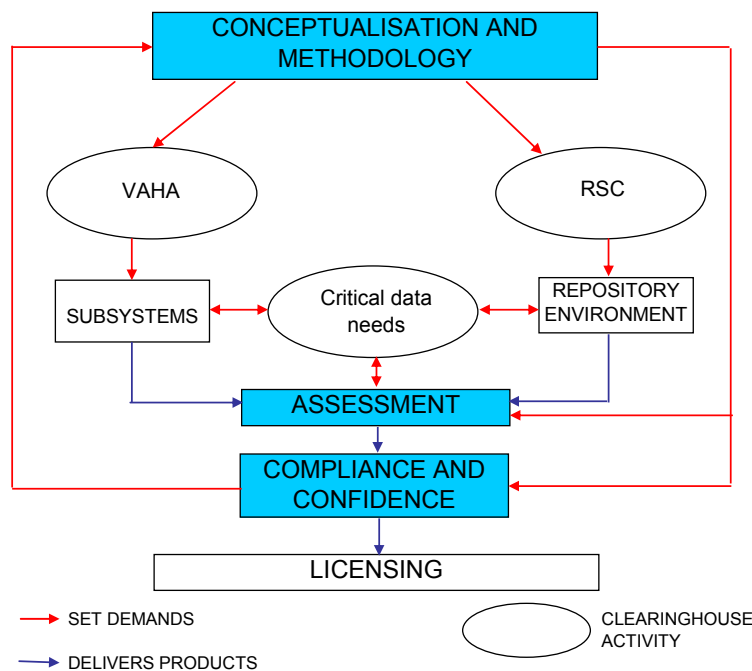 CONCEPTUALISATION AND
METHODOLOGY
VAHA
RSC
SUBSYSTEMS
Critical data
needs
REPOSITORY
ENVIRONMENT
ASSESSMENT
COMPLIANCE AND
CONFIDENCE
LICENSING
SET DEMANDS
DELIVERS PRODUCTS
CLEARINGHOUSE
ACTIVITY